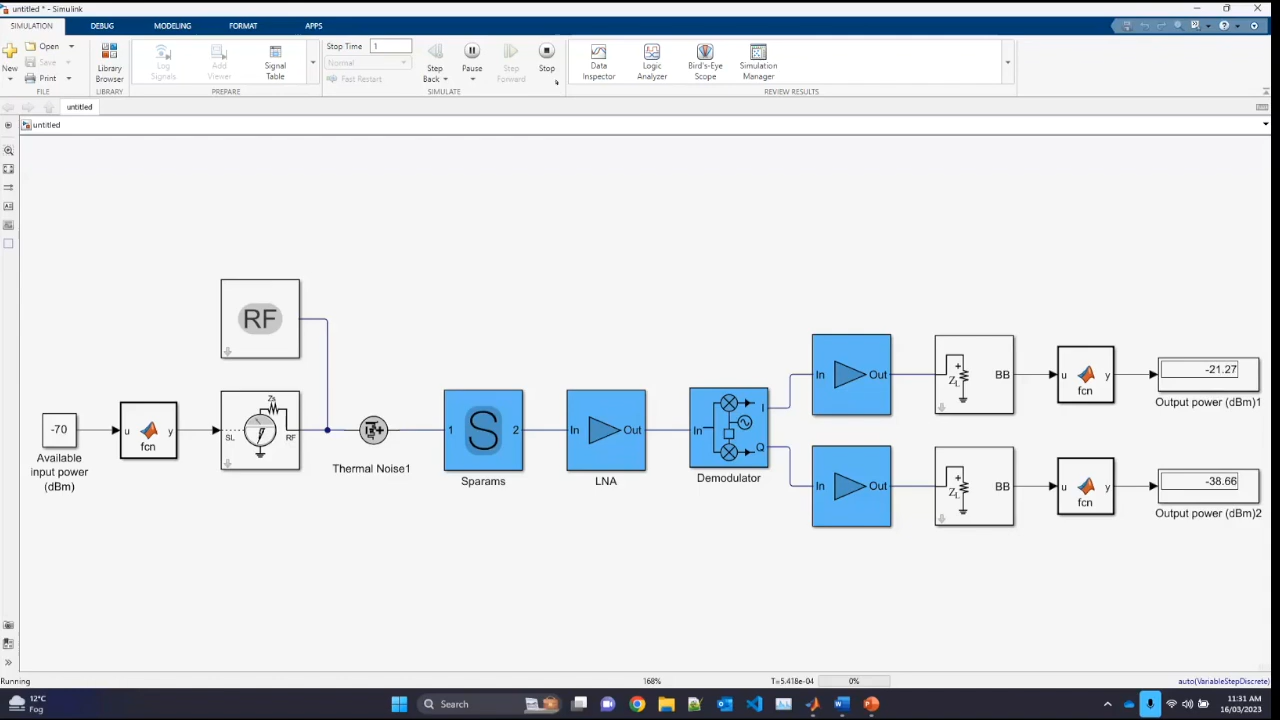 untitled * - Simulink
SIMULATION DEBUG MODELING FORMAT APPS
New
Open
Save
Print
FILE
Library Browser
LIBRARY
Log Signals
Add Viewer
Signal Table
PREPARE
Stop Time 1
Normal
Fast Restart
Step Back
Pause
Step Forward
Stop
SIMULATE
Data Inspector
Logic Analyzer
Bird's-Eye Scope
Simulation Manager
REVIEW RESULTS
untitled
untitled
RF
-70
Available
input power
(dBm)
u fcn y
SL Zs RF
Thermal Noise1
1 S 2
Sparams
In Out
LNA
In I Q
Demodulator
In Out
ZL + BB
u fcn y
-21.27
Output power (dBm)1
In Out
ZL + BB
u fcn y
-38.66
Output power (dBm)2
Running 168% T=5.418e-04 0% auto(VariableStepDiscrete)
12°C
Fog
Search
11:31 AM
16/03/2023